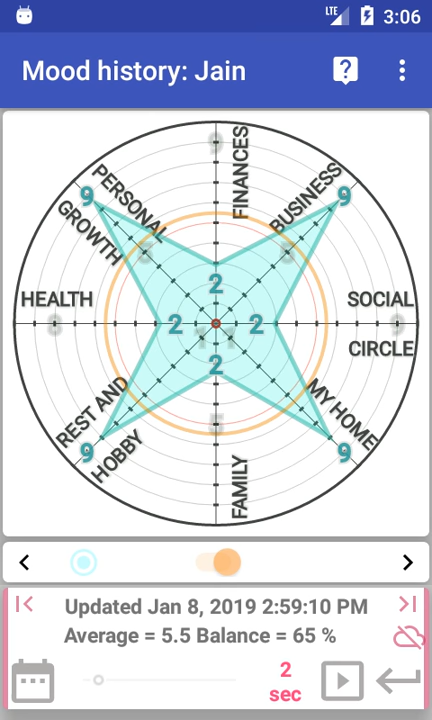 LTE
3:06
Mood history: Jain
?
FINANCES
BUSINESS
PERSONAL
GROWTH
9
9
HEALTH
SOCIAL
CIRCLE
2
2
2
2
REST AND
HOBBY
MY HOME
9
9
FAMILY
Updated Jan 8, 2019 2:59:10 PM
Average = 5.5 Balance = 65 %
2
sec